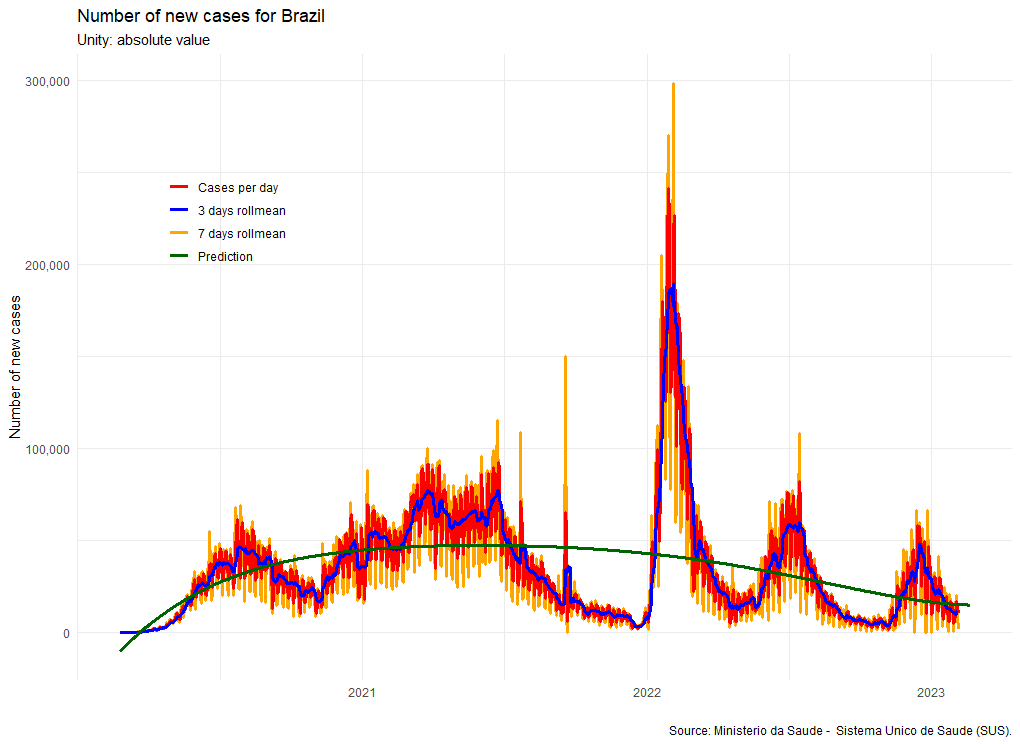 Number of new cases for Brazil
Unity: absolute value
300,000
200,000
100,000
0
Number of new cases
Cases per day
3 days rollmean
7 days rollmean
Prediction
2021
2022
2023
Source: Ministerio da Saude -  Sistema Unico de Saude (SUS).